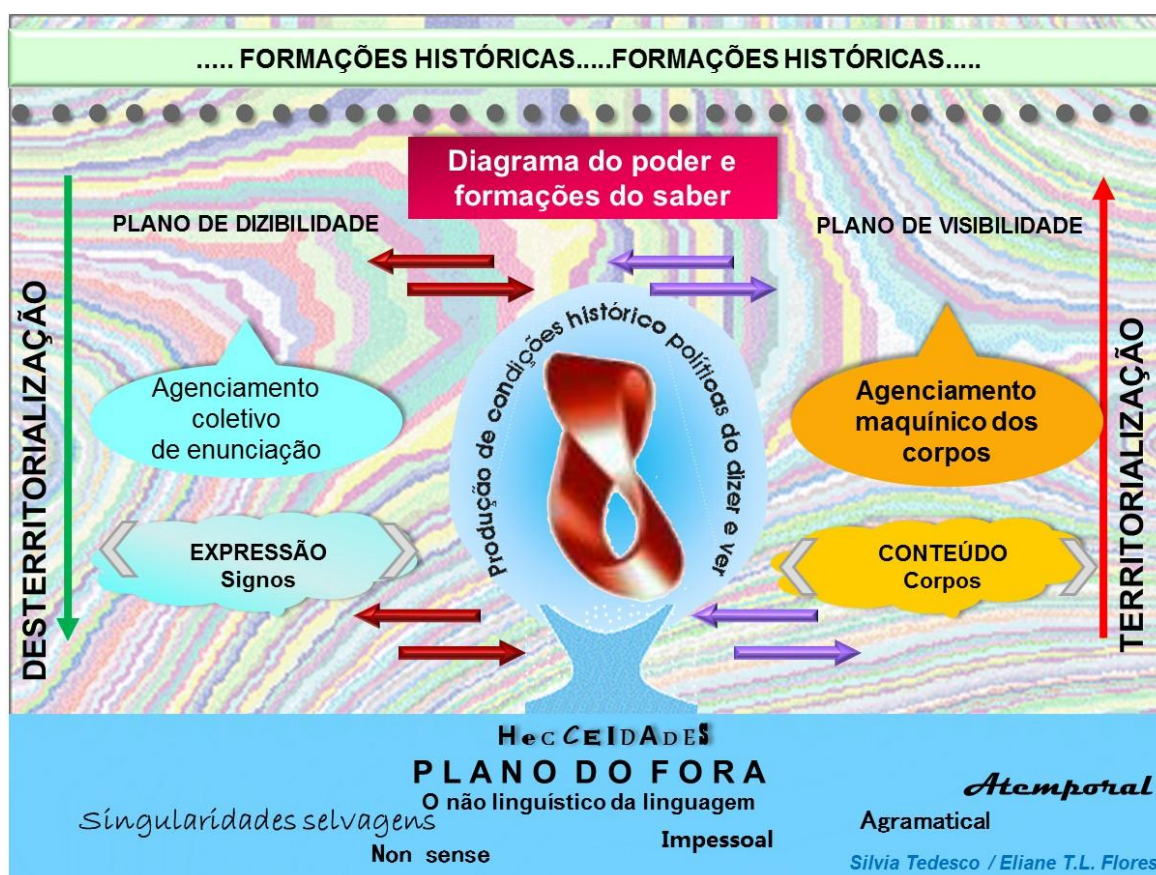 ..... FORMAÇÕES HISTÓRICAS.....FORMAÇÕES HISTÓRICAS.....
Diagrama do poder e
formações do saber
PLANO DE DIZIBILIDADE
PLANO DE VISIBILIDADE
DESTERRITORIALIZAÇÃO
TERRITORIALIZAÇÃO
Produção de condições histórico políticas do dizer e ver
Agenciamento
coletivo
de enunciação
Agenciamento
maquínico dos
corpos
EXPRESSÃO
Signos
CONTEÚDO
Corpos
HeCCEIDAdES
PLANO DO FORA
O não linguístico da linguagem
Atemporal
Singularidades selvagens
Agramatical
Impessoal
Non sense
Silvia Tedesco / Eliane T.L. Flores